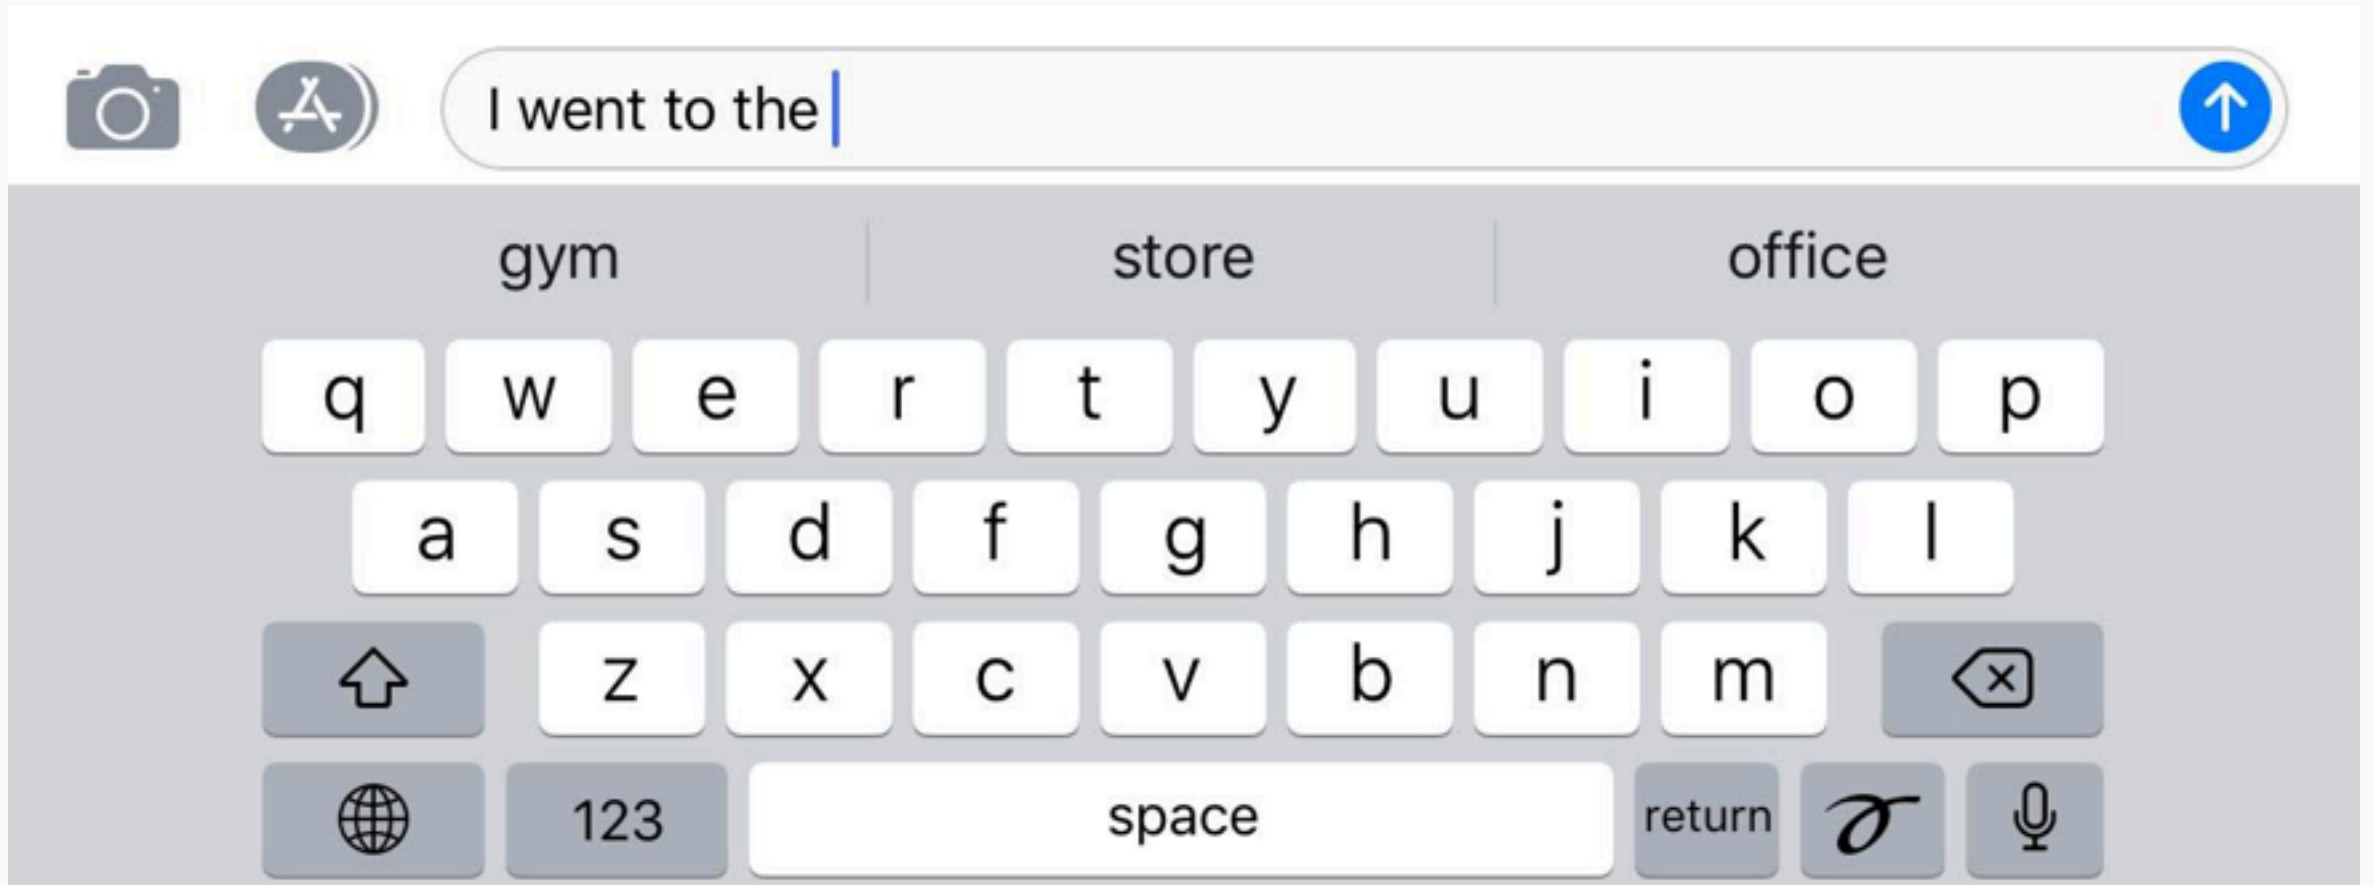 I went to the
gym store office
q w e r t y u i o p
a s d f g h j k l
z x c v b n m
123 space return